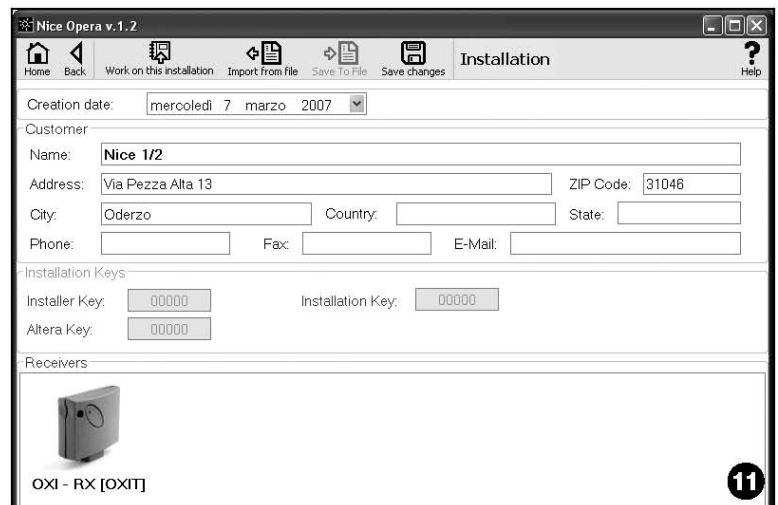 Nice Opera v.1.2
Home Back Work on this installation Import from file Save To File Save changes Installation Help
Creation date: mercoledì 7 marzo 2007
Customer
Name: Nice 1/2
Address: Via Pezza Alta 13 ZIP Code: 31046
City: Oderzo Country: State:
Phone: Fax: E-Mail:
Installation Keys
Installer Key: 00000 Installation Key: 00000
Altera Key: 00000
Receivers
OXI - RX [OXIT]
11